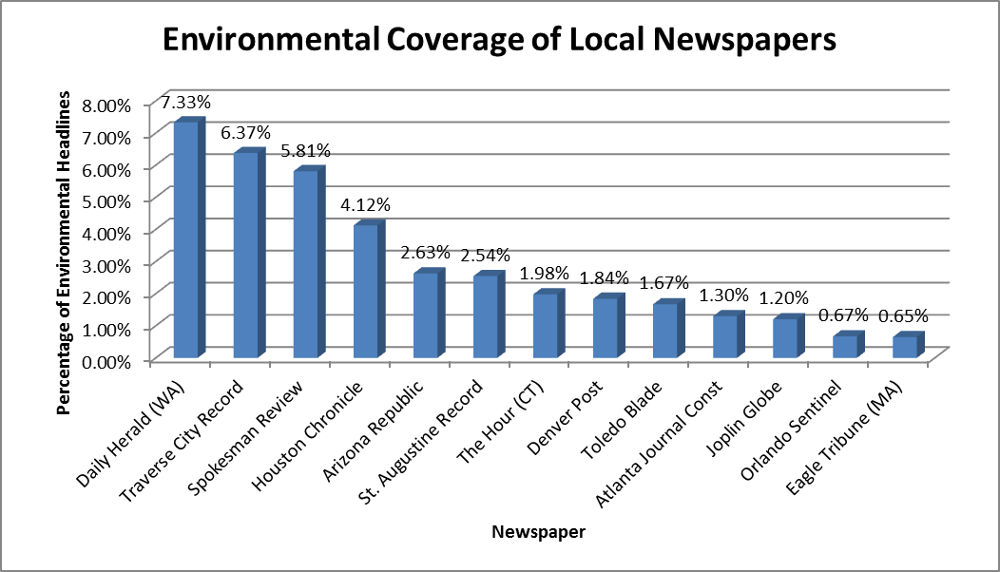 Environmental Coverage of Local Newspapers
Percentage of Environmental Headlines
8.00%
7.00%
6.00%
5.00%
4.00%
3.00%
2.00%
1.00%
0.00%
7.33%
6.37%
5.81%
4.12%
2.63%
2.54%
1.98%
1.84%
1.67%
1.30%
1.20%
0.67%
0.65%
Daily Herald (WA)
Traverse City Record
Spokesman Review
Houston Chronicle
Arizona Republic
St. Augustine Record
The Hour (CT)
Denver Post
Toledo Blade
Atlanta Journal Const
Joplin Globe
Orlando Sentinel
Eagle Tribune (MA)
Newspaper